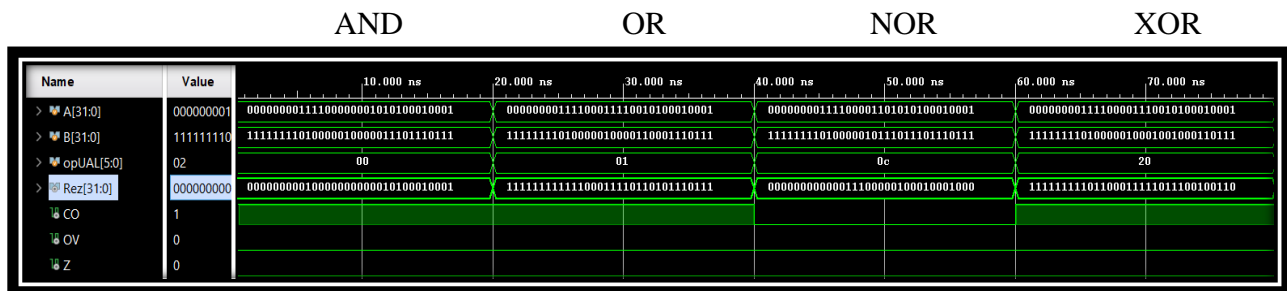 AND OR NOR XOR
Name Value 10.000 ns 20.000 ns 30.000 ns 40.000 ns 50.000 ns 60.000 ns 70.000 ns
A[31:0] 000000001 00000000111100000001010100010001 00000000111100011110010100010001 00000000111100001101010100010001 00000000111100001110010100010001
B[31:0] 111111110 11111111010000010000011101110111 11111111010000010000110001110111 11111111010000010111011101110111 11111111010000010001001000110111
opUAL[5:0] 02 00 01 0c 20
Rez[31:0] 000000000 00000000010000000000010100010001 11111111111100011110110101110111 00000000000011100000100010001000 11111111101100011111011100100110
CO 1
OV 0
Z 0